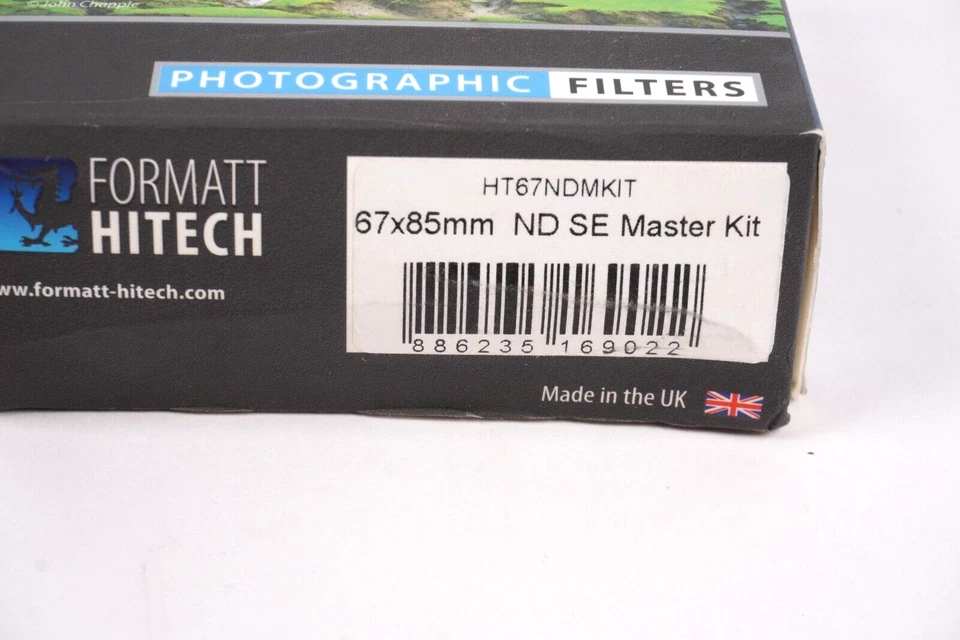 © John Chapple
PHOTOGRAPHIC FILTERS
FORMATT
HITECH
www.formatt-hitech.com
HT67NDMKIT
67x85mm ND SE Master Kit
886235 169022
Made in the UK